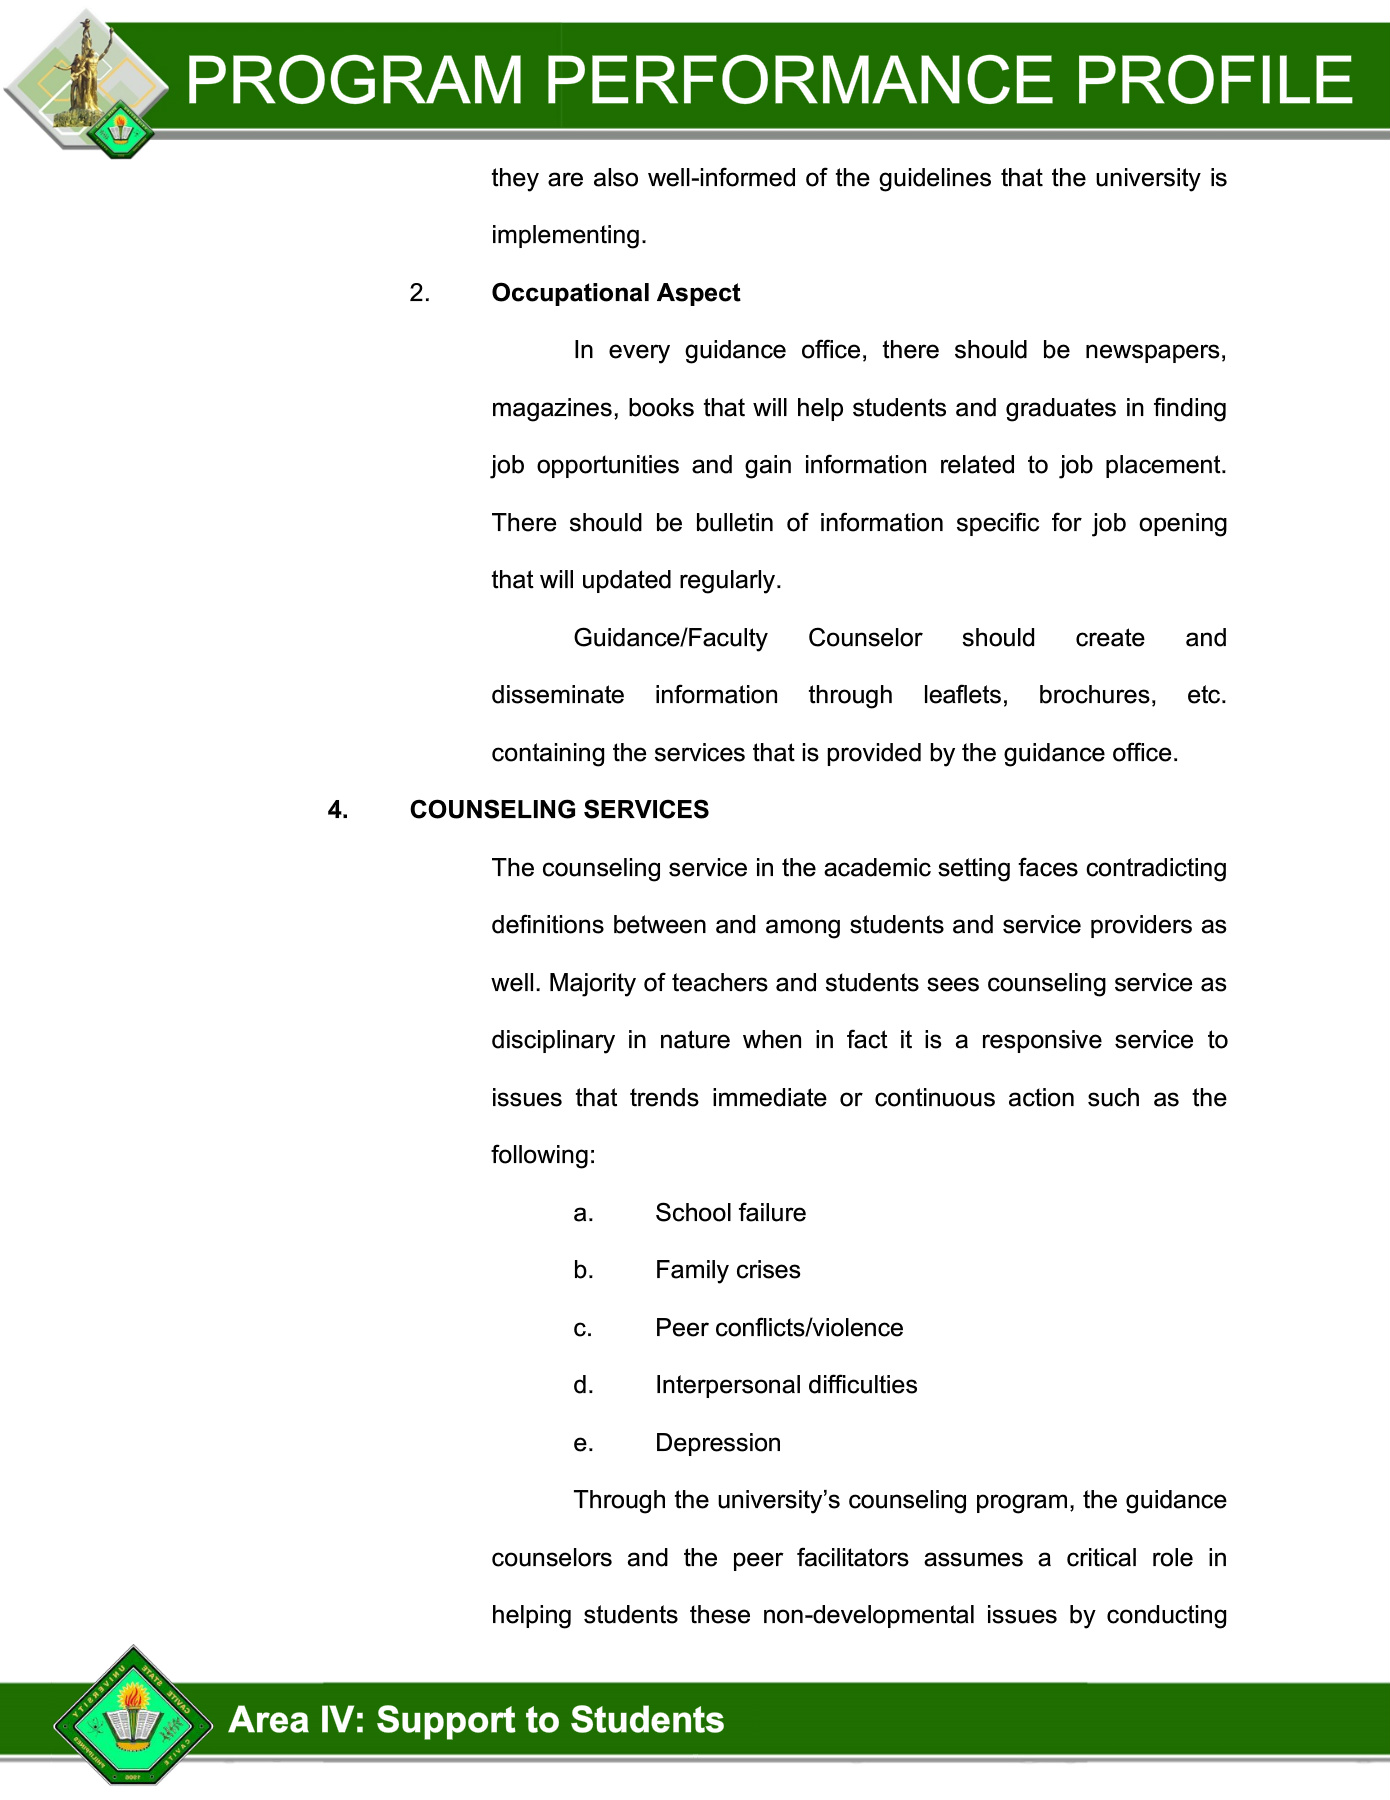 PROGRAM PERFORMANCE PROFILE
they are also well-informed of the guidelines that the university is
implementing.
2. Occupational Aspect
In every guidance office, there should be newspapers,
magazines, books that will help students and graduates in finding
job opportunities and gain information related to job placement.
There should be bulletin of information specific for job opening
that will updated regularly.
Guidance/Faculty Counselor should create and
disseminate information through leaflets, brochures, etc.
containing the services that is provided by the guidance office.
4. COUNSELING SERVICES
The counseling service in the academic setting faces contradicting
definitions between and among students and service providers as
well. Majority of teachers and students sees counseling service as
disciplinary in nature when in fact it is a responsive service to
issues that trends immediate or continuous action such as the
following:
a. School failure
b. Family crises
c. Peer conflicts/violence
d. Interpersonal difficulties
e. Depression
Through the university’s counseling program, the guidance
counselors and the peer facilitators assumes a critical role in
helping students these non-developmental issues by conducting
CAVITE STATE UNIVERSITY
CAVITE
PHILIPPINES
Area IV: Support to Students